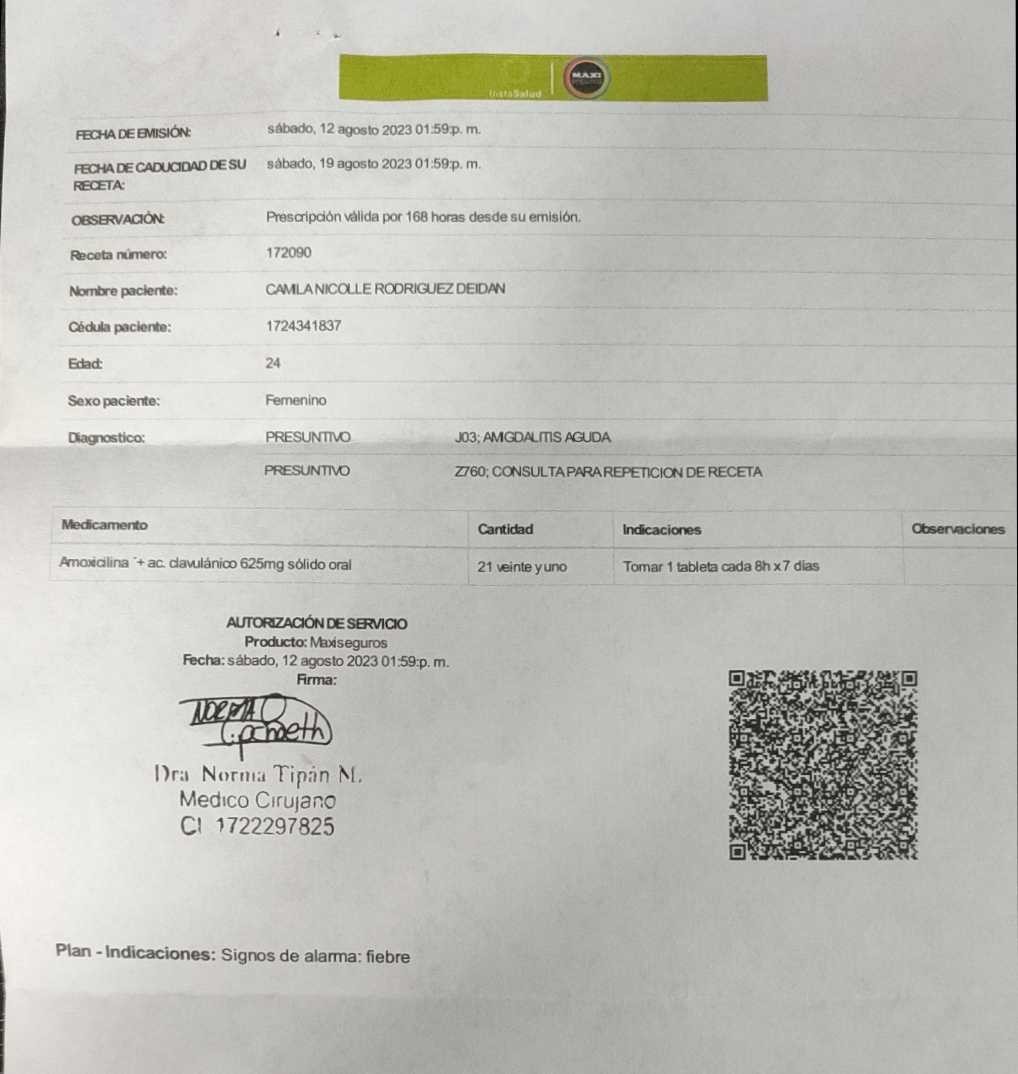 InstaSalud MAXI
FECHA DE EMISIÓN: sábado, 12 agosto 2023 01:59:p. m.
FECHA DE CADUCIDAD DE SU RECETA: sábado, 19 agosto 2023 01:59:p. m.
OBSERVACIÓN: Prescripción válida por 168 horas desde su emisión.
Receta número: 172090
Nombre paciente: CAMILA NICOLLE RODRIGUEZ DEIDAN
Cédula paciente: 1724341837
Edad: 24
Sexo paciente: Femenino
Diagnostico: PRESUNTIVO J03; AMIGDALITIS AGUDA
PRESUNTIVO Z760; CONSULTA PARA REPETICION DE RECETA
Medicamento Cantidad Indicaciones Observaciones
Amoxicilina + ac. clavulánico 625mg sólido oral 21 veinte y uno Tomar 1 tableta cada 8h x 7 días
AUTORIZACIÓN DE SERVICIO
Producto: Maxiseguros
Fecha: sábado, 12 agosto 2023 01:59:p. m.
Firma:
NORMA
Dra Norma Tipán M.
Medico Cirujano
CI 1722297825
Plan - Indicaciones: Signos de alarma: fiebre